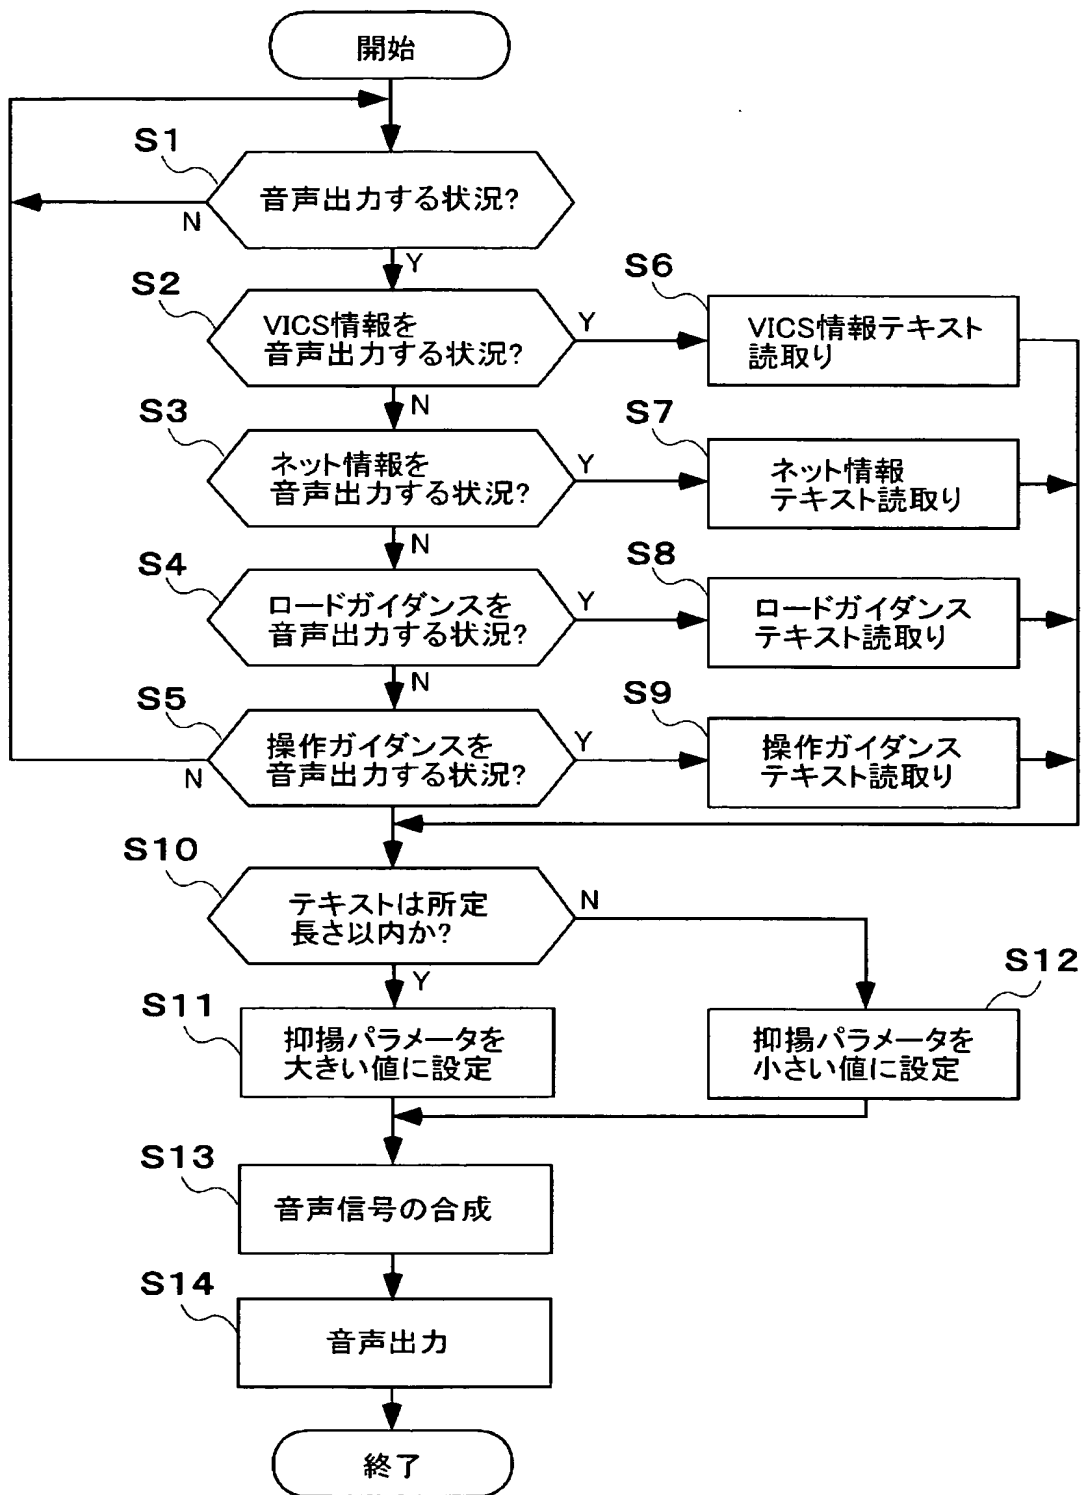 開始
S1
音声出力する状況?
N
Y
S2
VICS情報を
音声出力する状況?
Y
S6
VICS情報テキスト
読取り
N
S3
ネット情報を
音声出力する状況?
Y
S7
ネット情報
テキスト読取り
N
S4
ロードガイダンスを
音声出力する状況?
Y
S8
ロードガイダンス
テキスト読取り
N
S5
操作ガイダンスを
音声出力する状況?
N
Y
S9
操作ガイダンス
テキスト読取り
S10
テキストは所定
長さ以内か?
N
Y
S11
抑揚パラメータを
大きい値に設定
S12
抑揚パラメータを
小さい値に設定
S13
音声信号の合成
S14
音声出力
終了